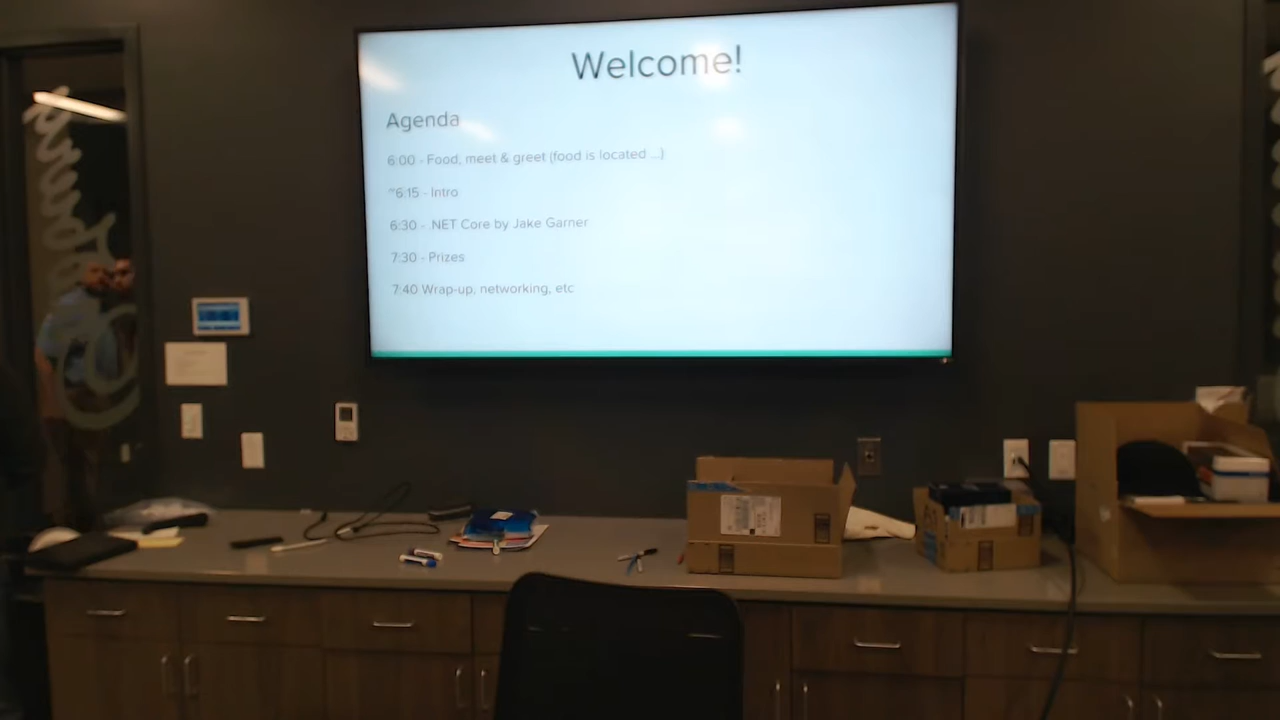 Welcome!
Agenda
6:00 - Food, meet & greet (food is located ...)
~6:15 - Intro
6:30 - .NET Core by Jake Garner
7:30 - Prizes
7:40 Wrap-up, networking, etc